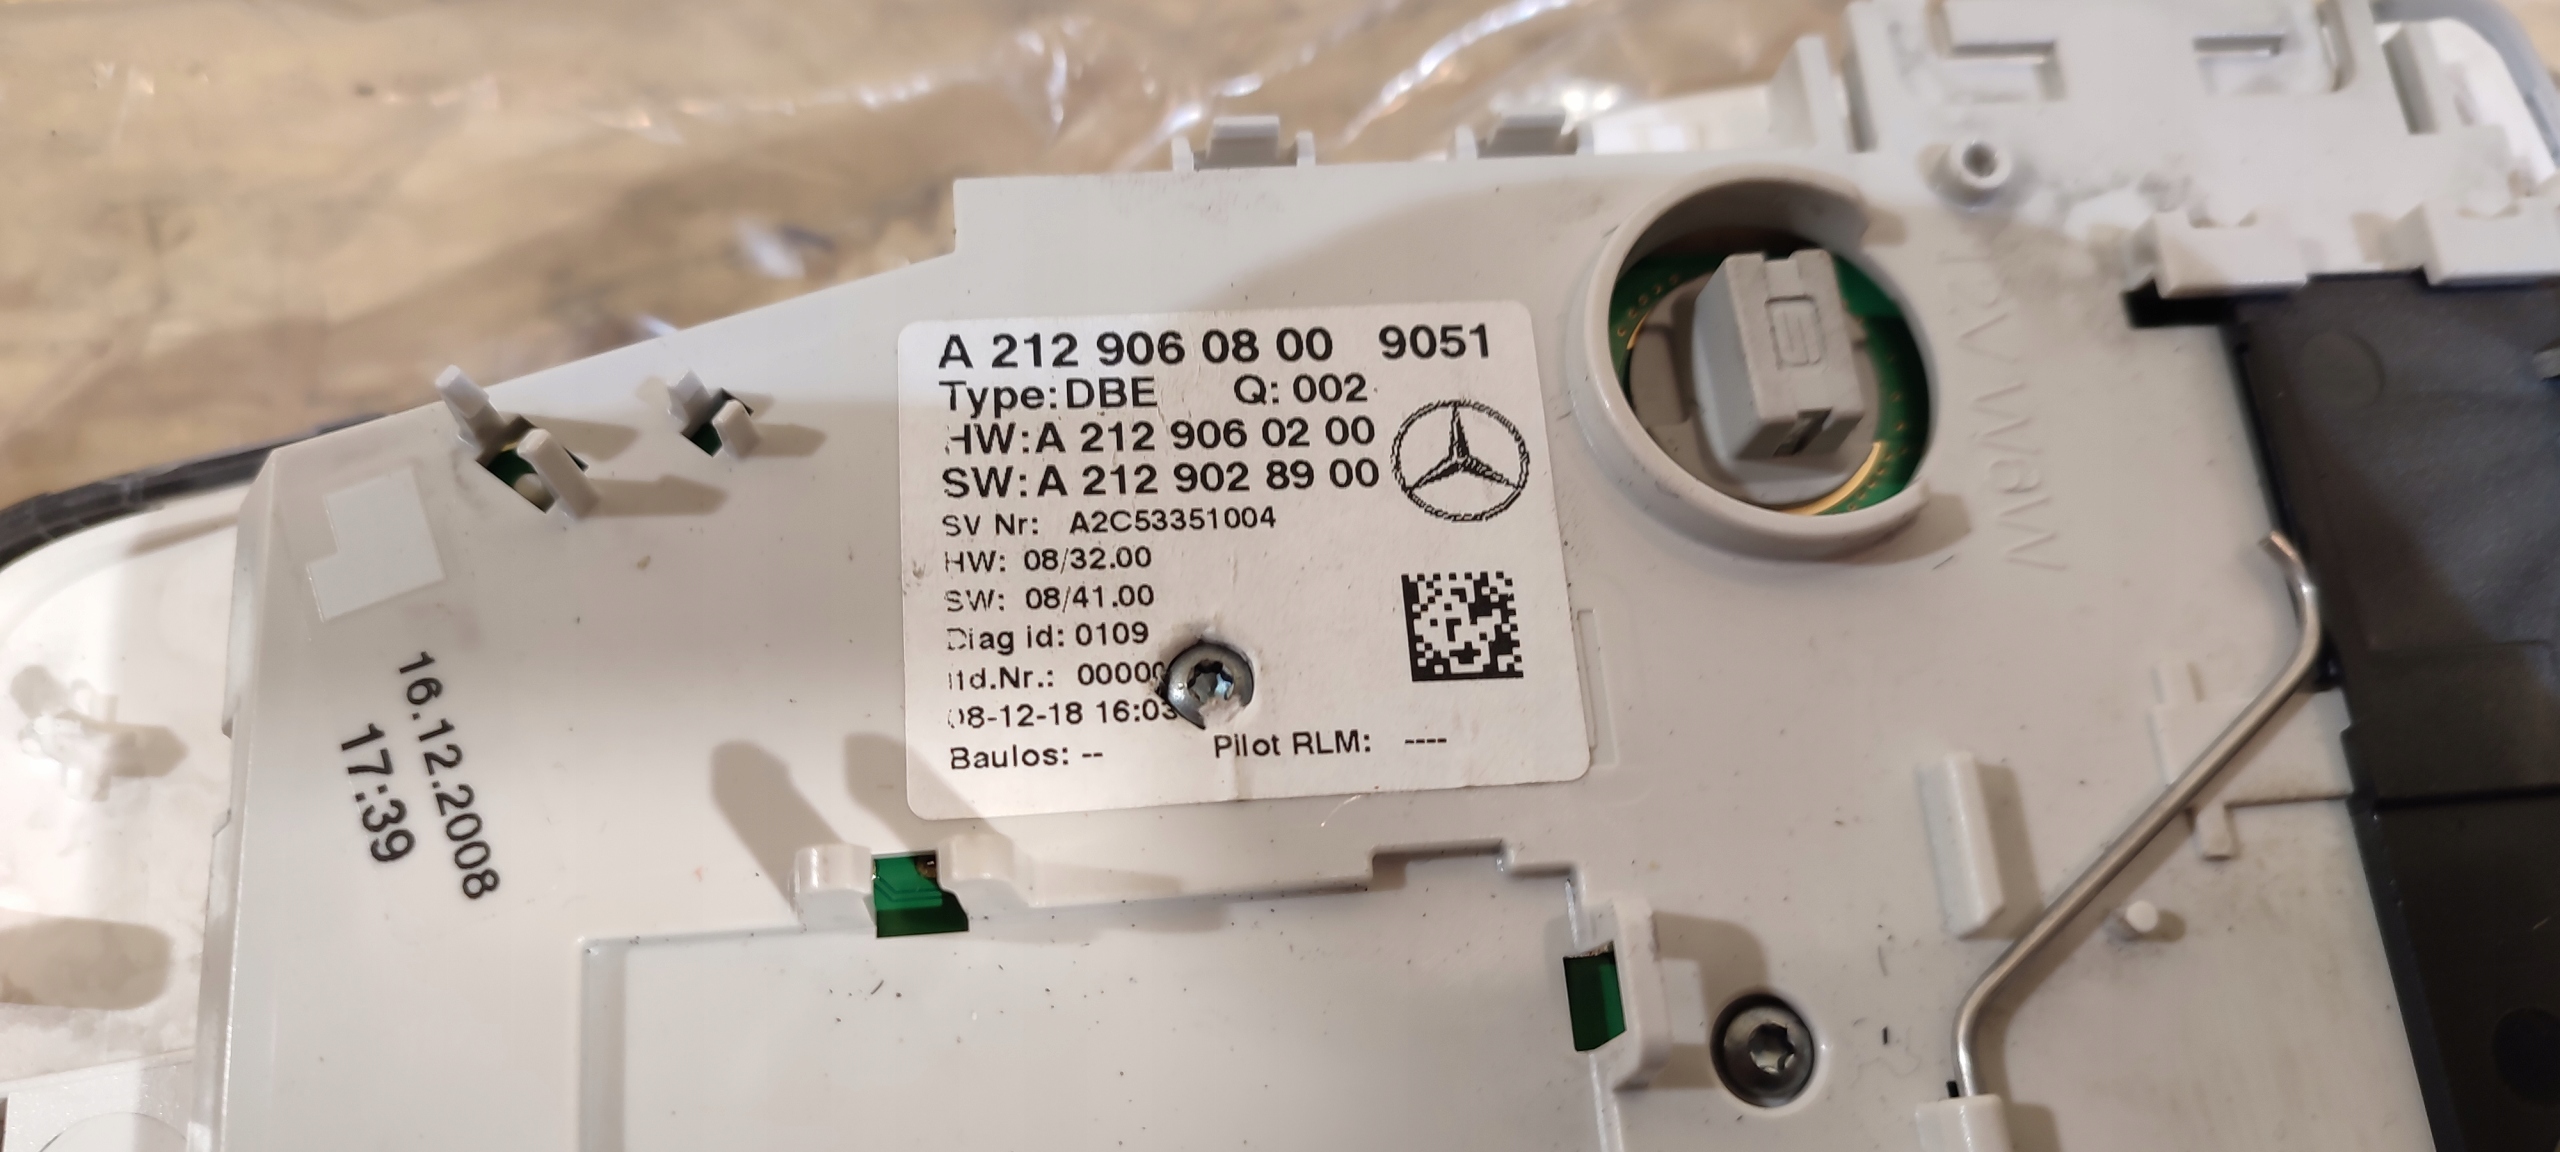 A 212 906 08 00 9051
Type: DBE Q: 002
HW: A 212 906 02 00
SW: A 212 902 89 00
SV Nr: A2C53351004
HW: 08/32.00
SW: 08/41.00
Diag id: 0109
Id.Nr.: 0000
08-12-18 16:03
Baulos: -- Pilot RLM: ----
16.12.2008
17:39